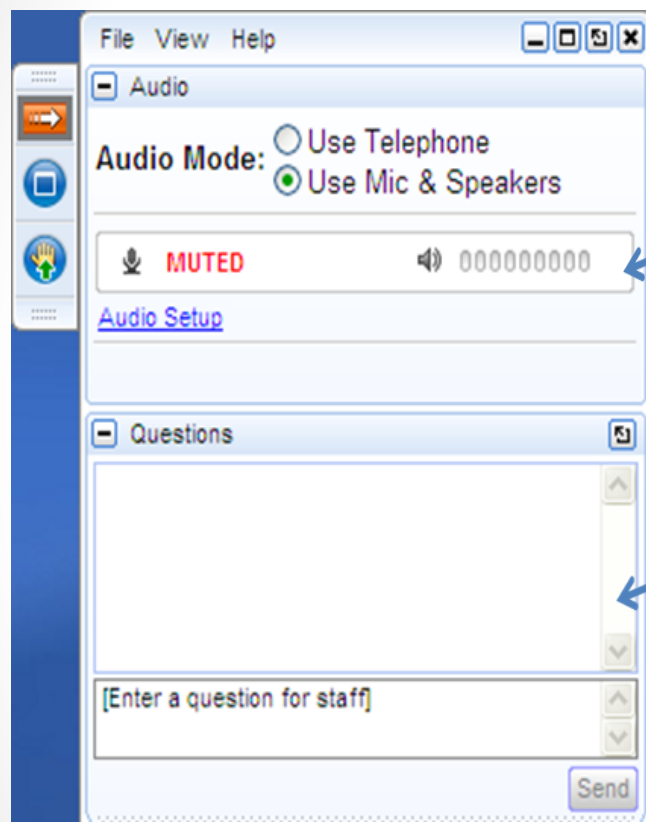 File View Help
Audio
Audio Mode:
Use Telephone
Use Mic & Speakers
MUTED 000000000
Audio Setup
Questions
[Enter a question for staff]
Send